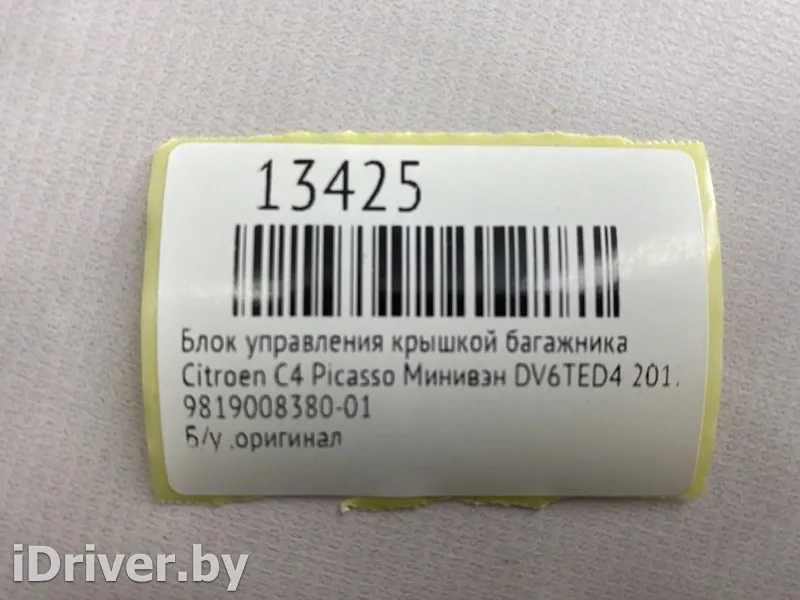 13425
Блок управления крышкой багажника
Citroen C4 Picasso Минивэн DV6TED4 201.
9819008380-01
Б/у .оригинал
iDriver.by